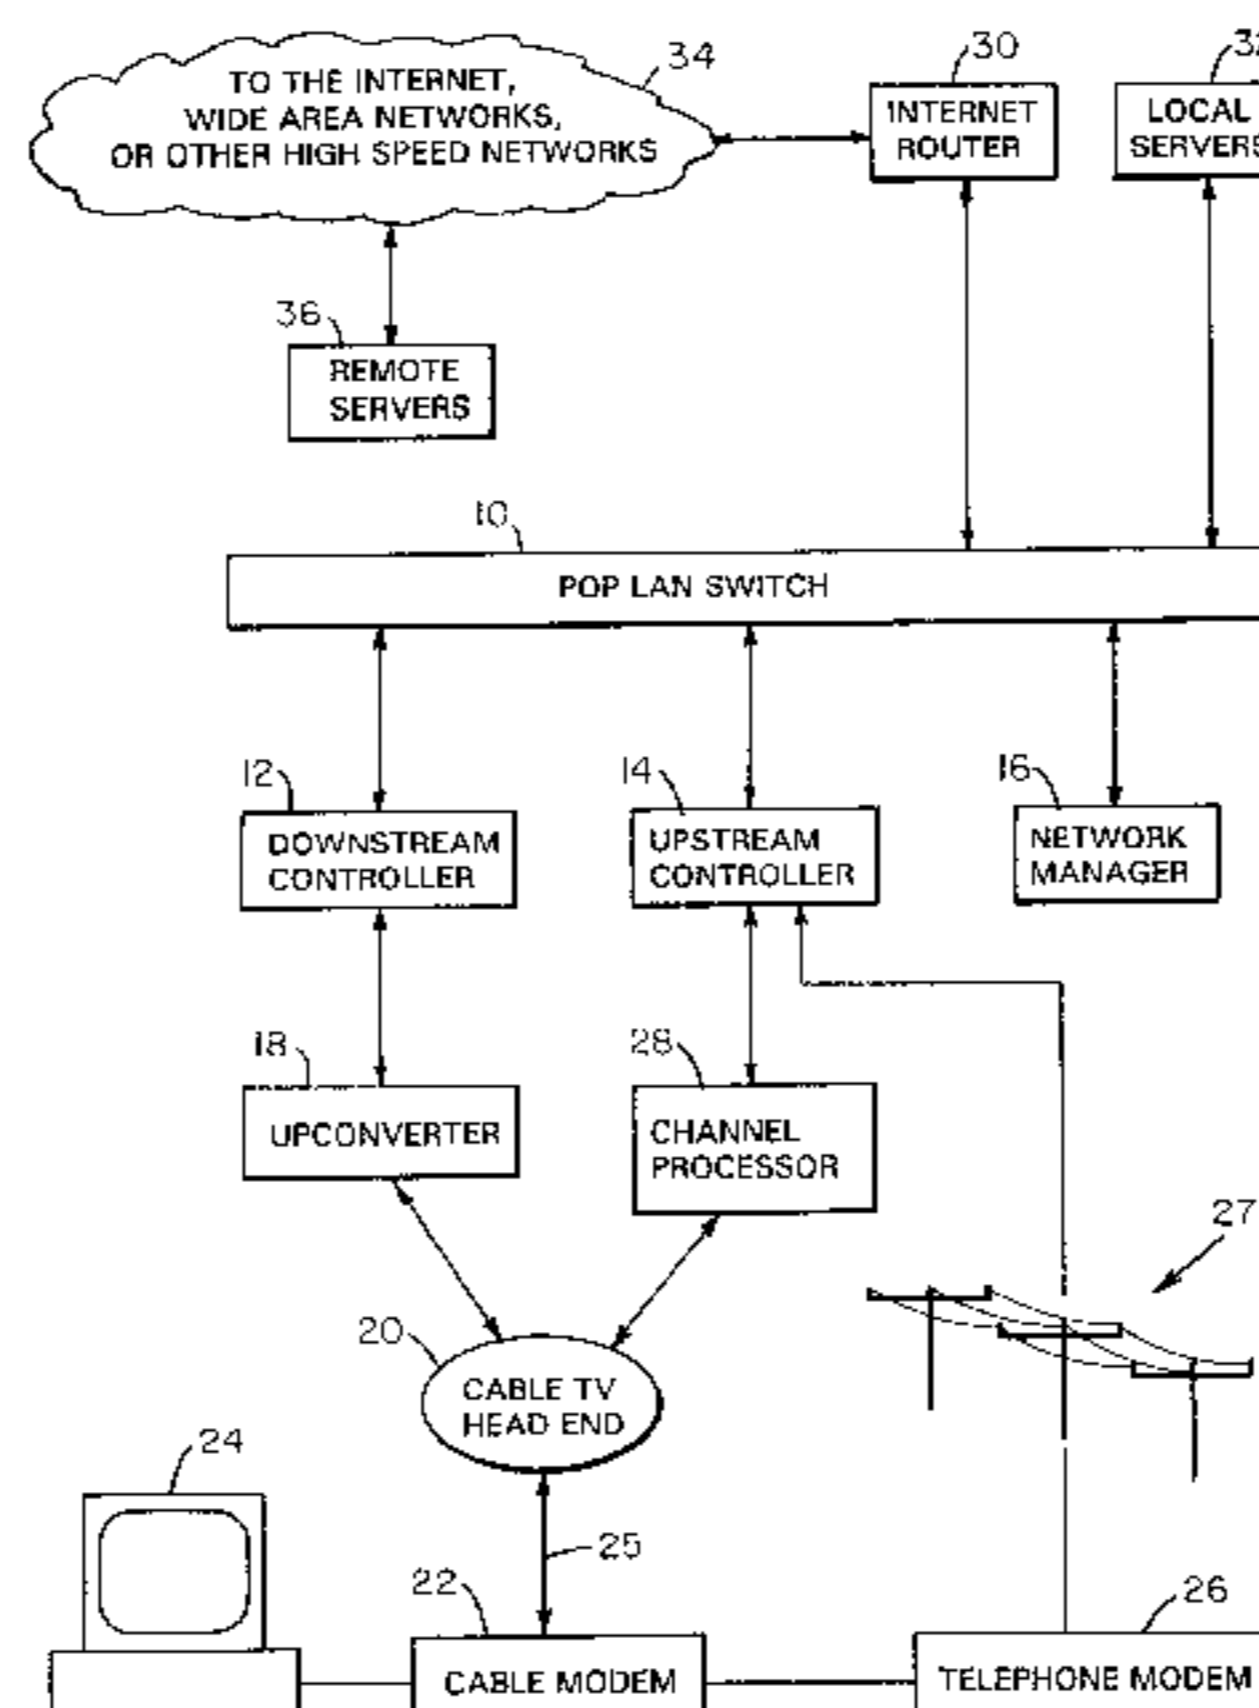 34
30
TO THE INTERNET,
WIDE AREA NETWORKS,
OR OTHER HIGH SPEED NETWORKS
INTERNET
ROUTER
LOCAL
SERVERS
36
REMOTE
SERVERS
10
POP LAN SWITCH
12
DOWNSTREAM
CONTROLLER
14
UPSTREAM
CONTROLLER
16
NETWORK
MANAGER
18
UPCONVERTER
28
CHANNEL
PROCESSOR
27
20
CABLE TV
HEAD END
24
25
22
CABLE MODEM
26
TELEPHONE MODEM